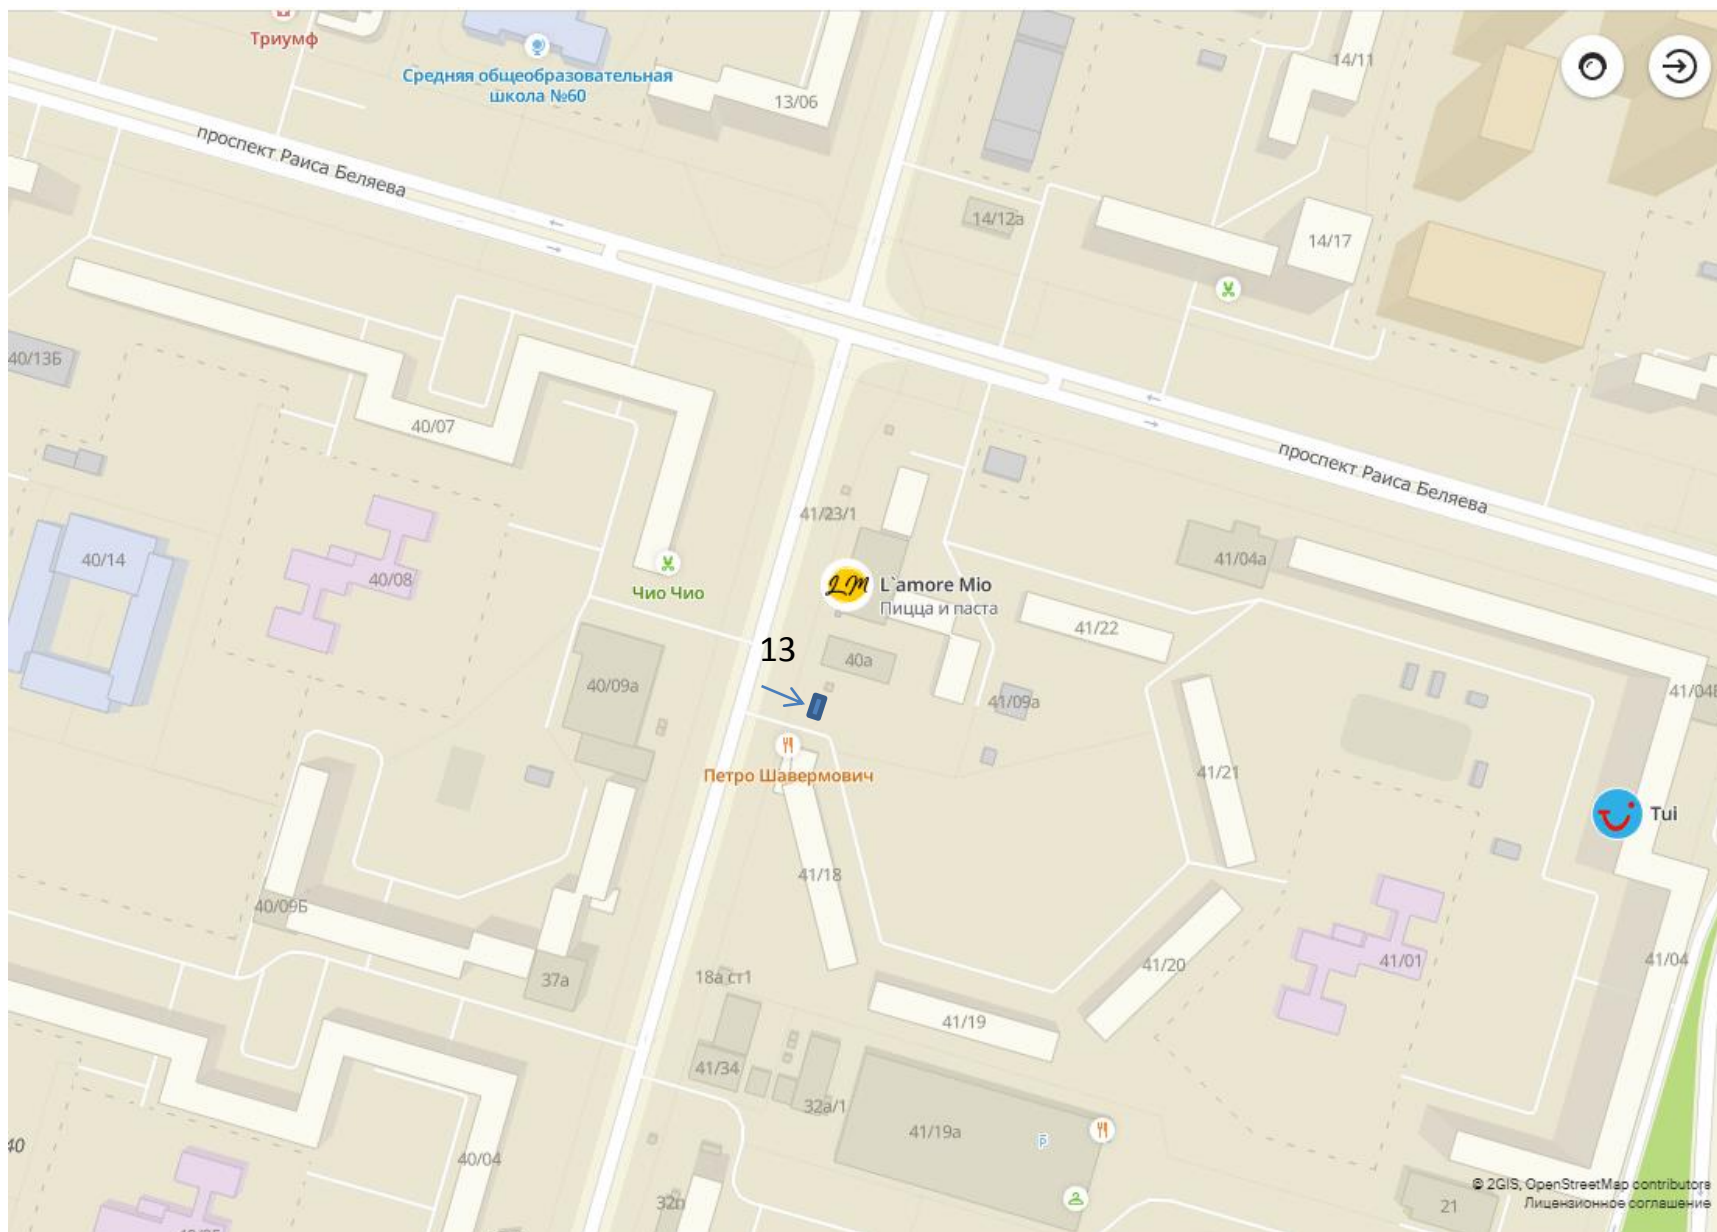 Триумф
Средняя общеобразовательная
школа №60
13/06
14/11
проспект Раиса Беляева
14/12а
14/17
40/13Б
40/07
проспект Раиса Беляева
41/23/1
40/14
40/08
Чио Чио
L`amore Mio
Пицца и паста
41/04а
41/22
13
40а
40/09а
41/09а
Петро Шавермович
41/21
Tui
41/18
40/09Б
37а
18а ст1
41/20
41/01
41/04
41/19
41/34
32а/1
41/19а
40
40/04
21
© 2GIS, OpenStreetMap contributors
Лицензионное соглашение